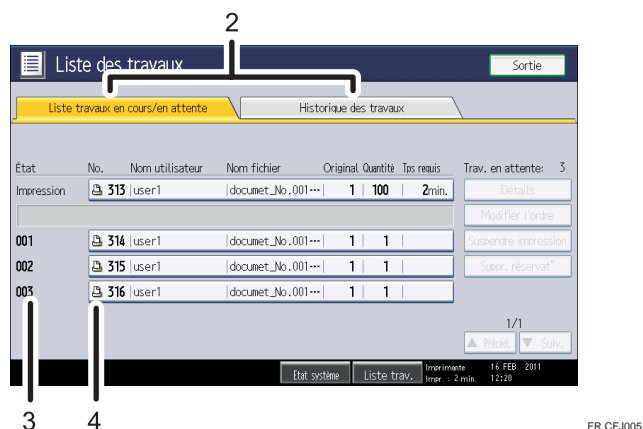 2
Liste des travaux
Sortie
Liste travaux en cours/en attente
Historique des travaux
État No. Nom utilisateur Nom fichier Original Quantité Tps requis Trav. en attente: 3
Impression 313 user1 documet_No.001··· 1 100 2min. Détails
Modifier l'ordre
001 314 user1 documet_No.001··· 1 1 Suspendre impression
002 315 user1 documet_No.001··· 1 1 Suppr. réservat°
003 316 user1 documet_No.001··· 1 1
1/1
▲ Précéd. ▼ Suiv.
Etat système Liste trav. Imprimante 16 FEB 2011
Impr. : 2 min. 12:20
3 4
FR CFJ005